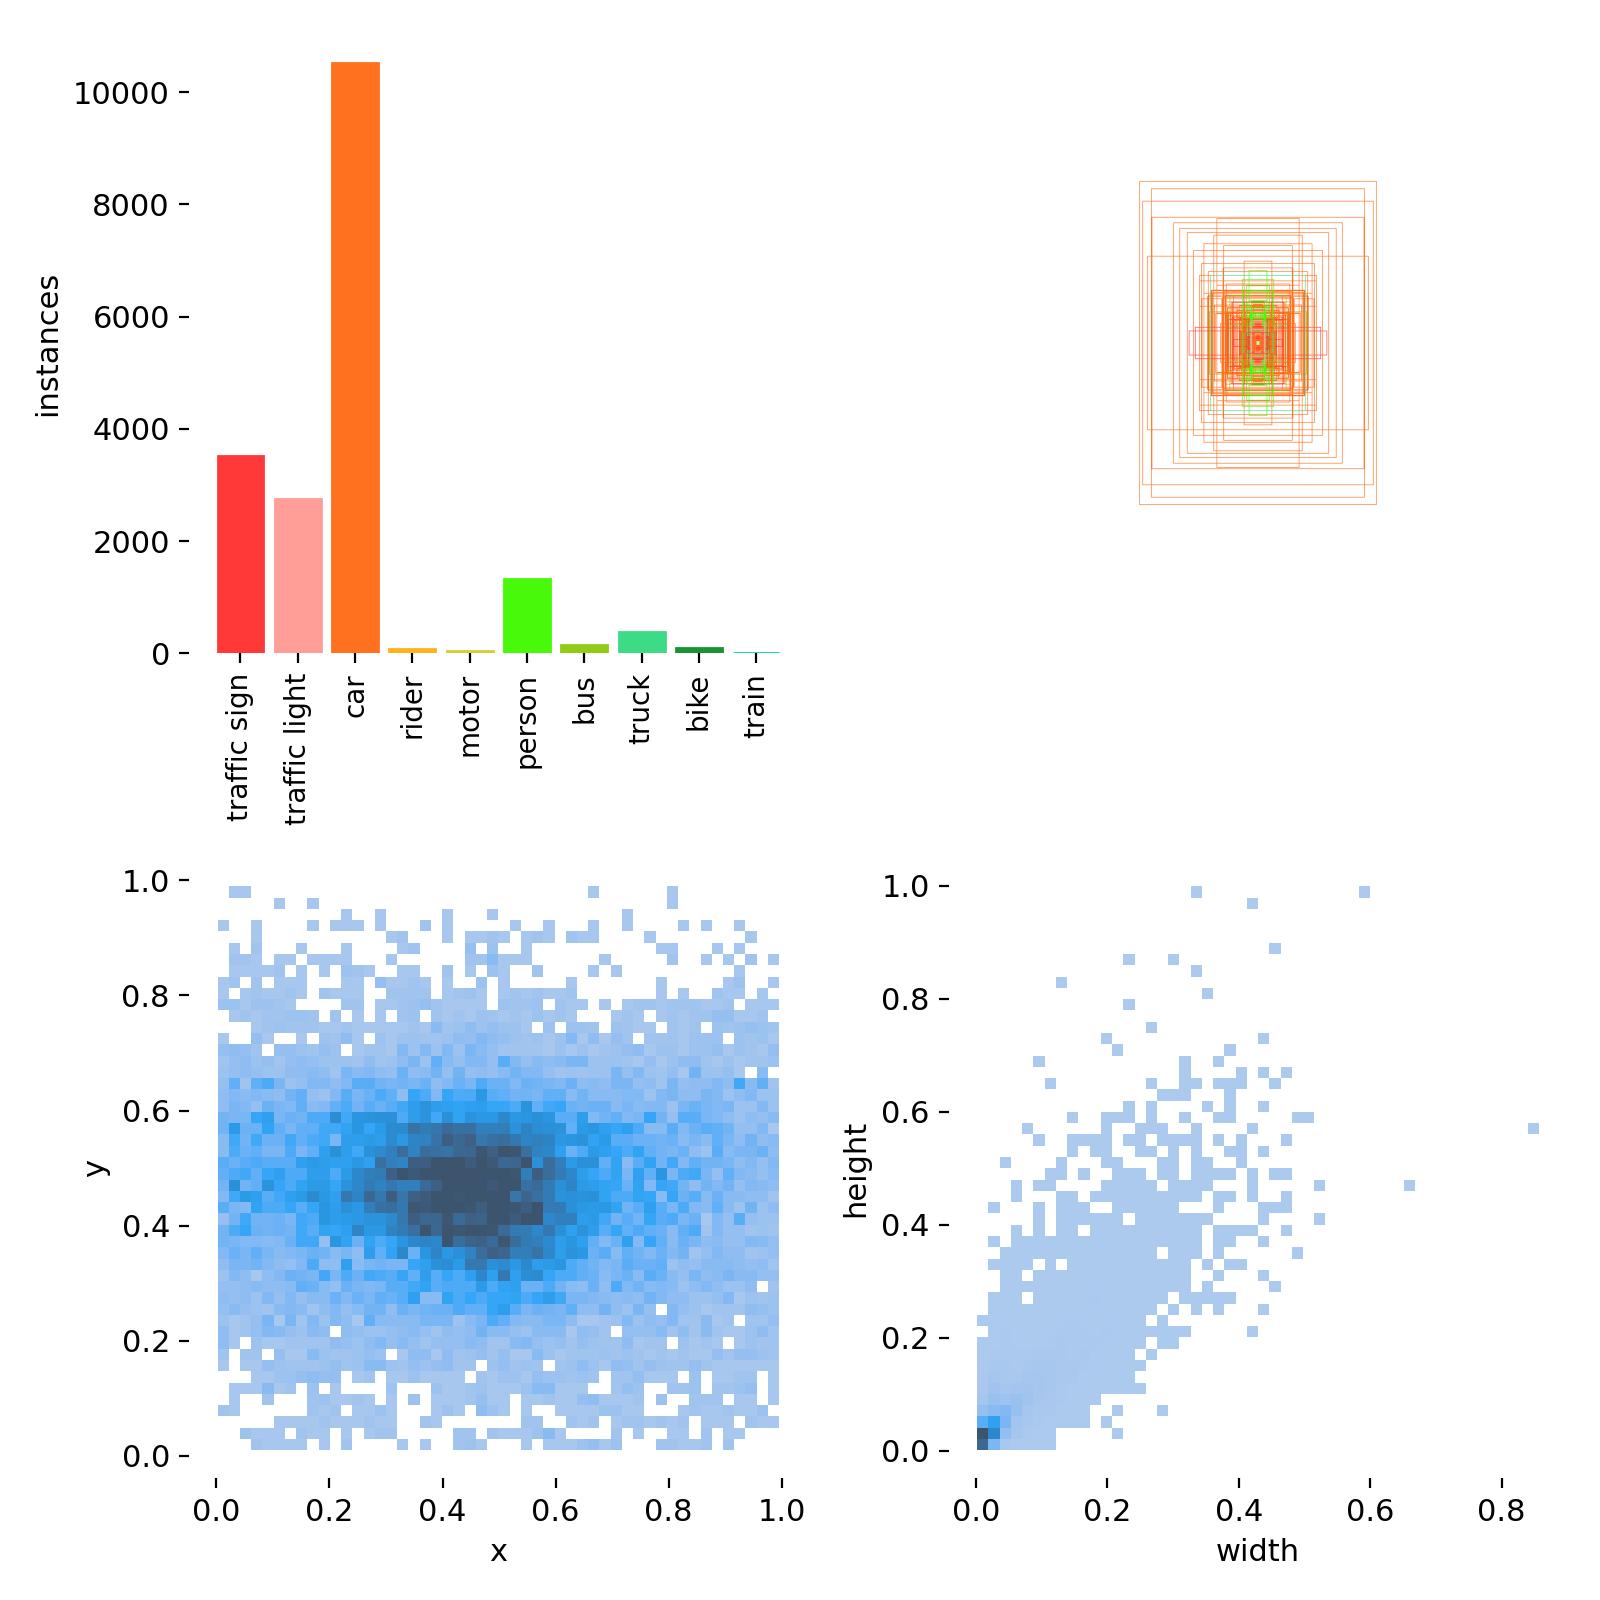 10000
8000
6000
4000
2000
0
instances
traffic sign
traffic light
car
rider
motor
person
bus
truck
bike
train
1.0
0.8
0.6
0.4
0.2
0.0
y
0.0 0.2 0.4 0.6 0.8 1.0
x
1.0
0.8
0.6
0.4
0.2
0.0
height
0.0 0.2 0.4 0.6 0.8
width